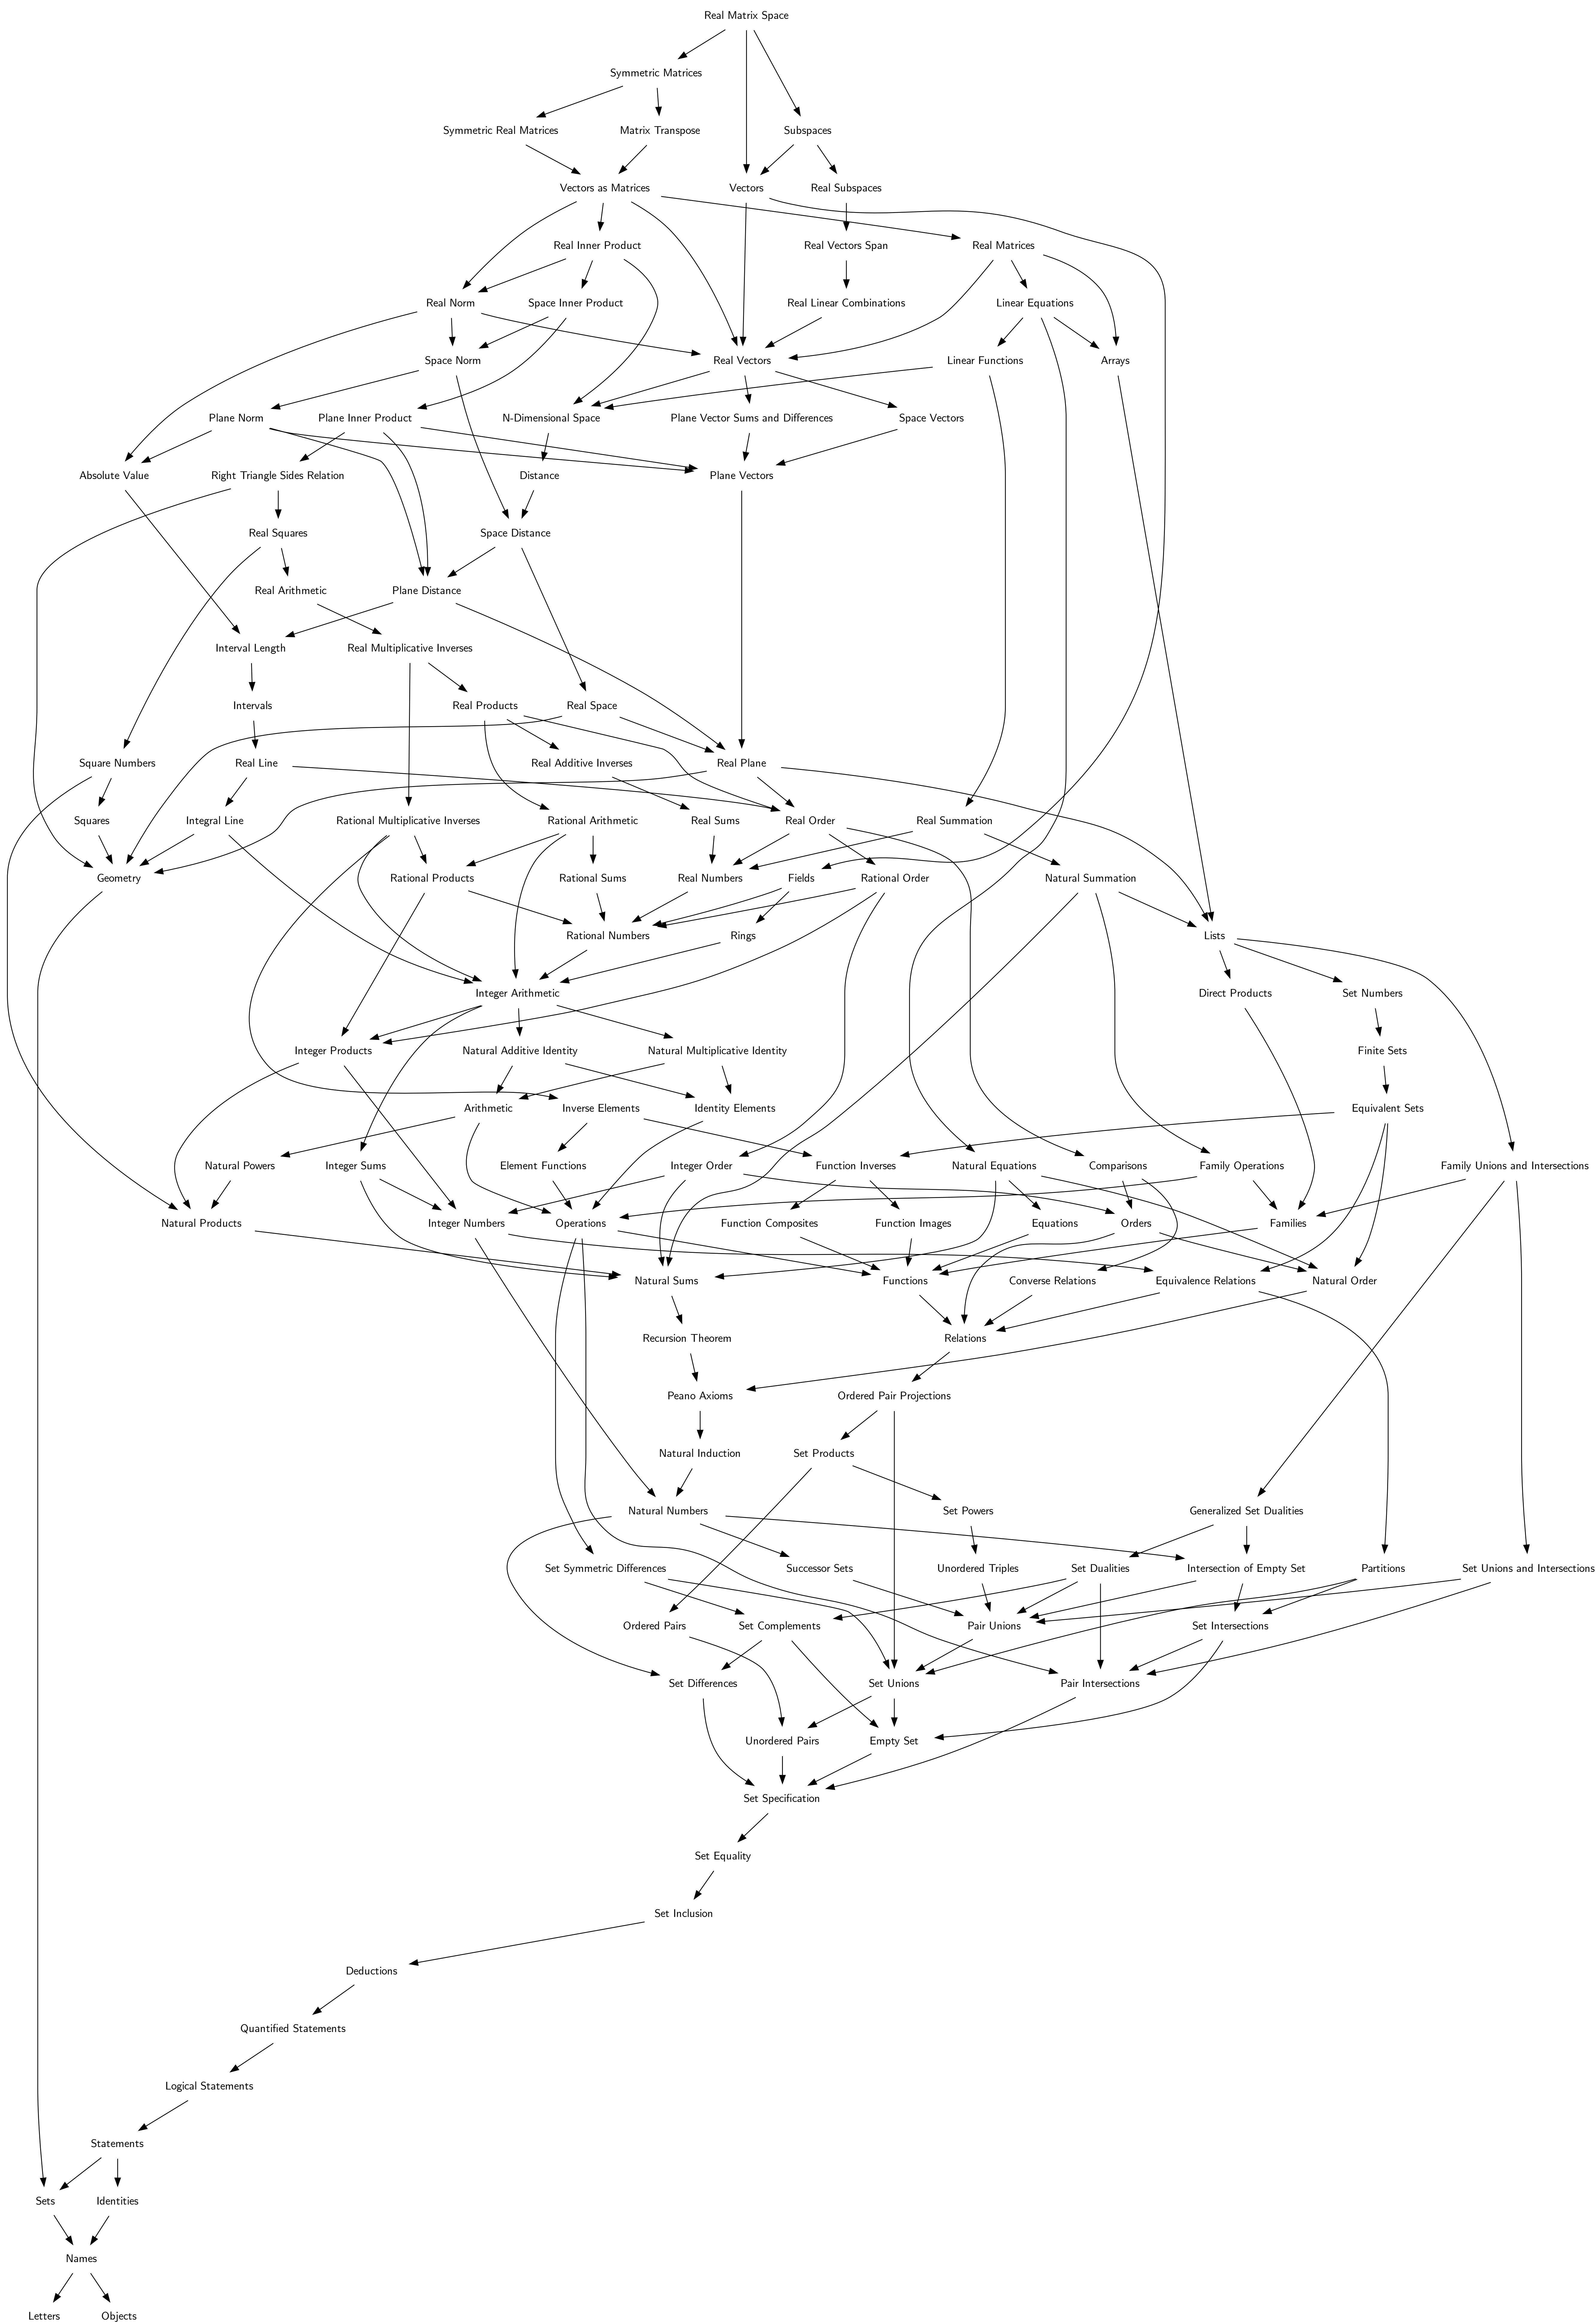 Real Matrix Space
Symmetric Matrices
Symmetric Real Matrices
Matrix Transpose
Subspaces
Vectors as Matrices
Vectors
Real Subspaces
Real Inner Product
Real Vectors Span
Real Matrices
Real Norm
Space Inner Product
Real Linear Combinations
Linear Equations
Space Norm
Real Vectors
Linear Functions
Arrays
Plane Norm
Plane Inner Product
N-Dimensional Space
Plane Vector Sums and Differences
Space Vectors
Absolute Value
Right Triangle Sides Relation
Distance
Plane Vectors
Real Squares
Space Distance
Real Arithmetic
Plane Distance
Interval Length
Real Multiplicative Inverses
Intervals
Real Products
Real Space
Square Numbers
Real Line
Real Additive Inverses
Real Plane
Squares
Integral Line
Rational Multiplicative Inverses
Rational Arithmetic
Real Sums
Real Order
Real Summation
Geometry
Rational Products
Rational Sums
Real Numbers
Fields
Rational Order
Natural Summation
Rational Numbers
Rings
Lists
Integer Arithmetic
Direct Products
Set Numbers
Integer Products
Natural Additive Identity
Natural Multiplicative Identity
Finite Sets
Arithmetic
Inverse Elements
Identity Elements
Equivalent Sets
Natural Powers
Integer Sums
Element Functions
Integer Order
Function Inverses
Natural Equations
Comparisons
Family Operations
Family Unions and Intersections
Natural Products
Integer Numbers
Operations
Function Composites
Function Images
Equations
Orders
Families
Natural Sums
Functions
Converse Relations
Equivalence Relations
Natural Order
Recursion Theorem
Relations
Peano Axioms
Ordered Pair Projections
Natural Induction
Set Products
Natural Numbers
Set Powers
Generalized Set Dualities
Set Symmetric Differences
Successor Sets
Unordered Triples
Set Dualities
Intersection of Empty Set
Partitions
Set Unions and Intersections
Ordered Pairs
Set Complements
Pair Unions
Set Intersections
Set Differences
Set Unions
Pair Intersections
Unordered Pairs
Empty Set
Set Specification
Set Equality
Set Inclusion
Deductions
Quantified Statements
Logical Statements
Statements
Sets
Identities
Names
Letters
Objects